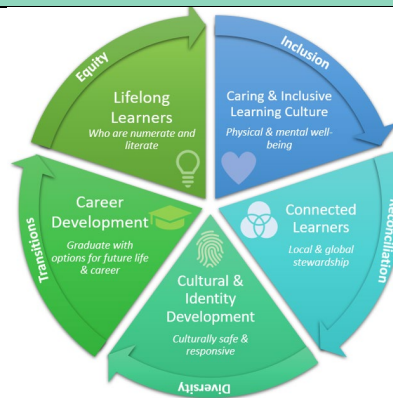 Equity
Lifelong
Learners
Who are numerate and
literate
Inclusion
Caring & Inclusive
Learning Culture
Physical & mental well-
being
Reconciliation
Connected
Learners
Local & global
stewardship
Diversity
Cultural &
Identity
Development
Culturally safe &
responsive
Transitions
Career
Development
Graduate with
options for future life
& career